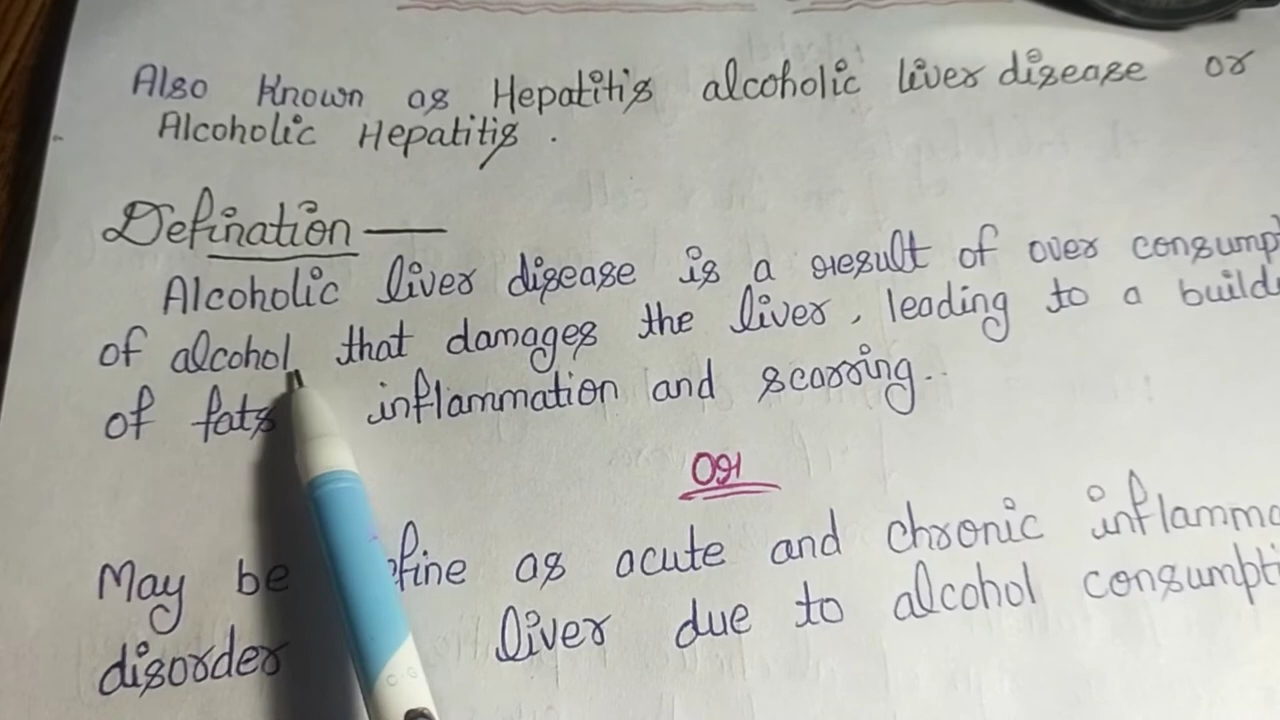 Also Known as Hepatitis alcoholic liver disease or
Alcoholic Hepatitis.
Defination —
Alcoholic liver disease is a result of over consump
of alcohol that damages the liver, leading to a build
of fats inflammation and scarring..
OR
May be fine as acute and chronic inflamma
disorder liver due to alcohol consumpti